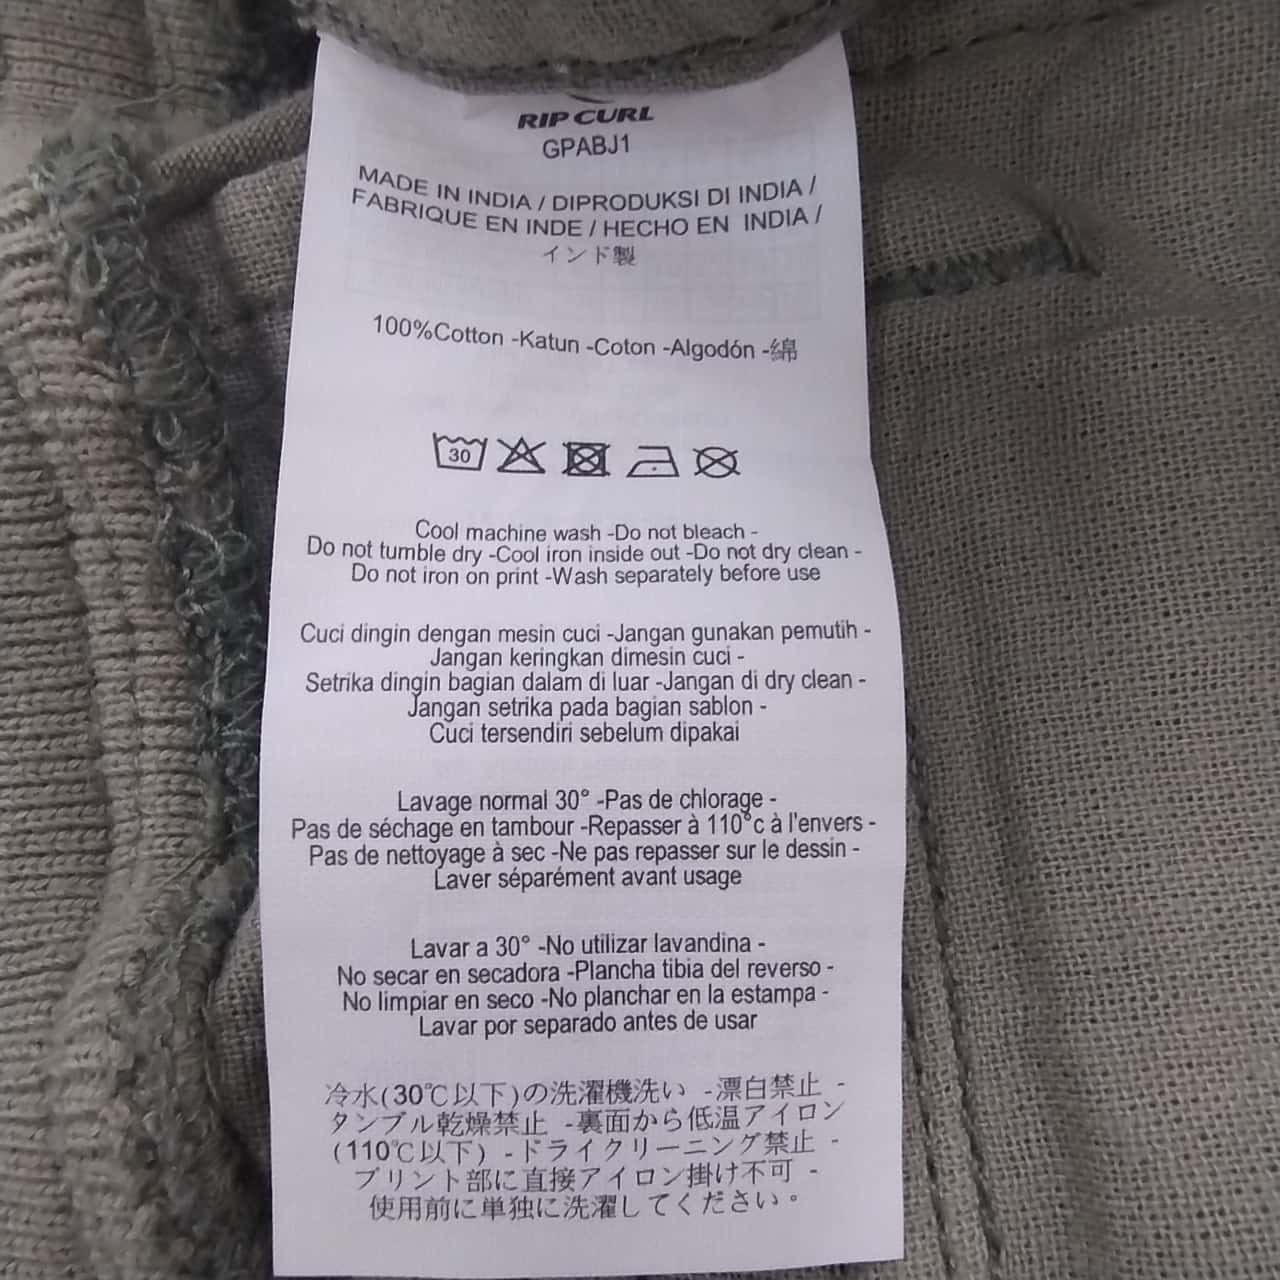 RIP CURL
GPABJ1
MADE IN INDIA / DIPRODUKSI DI INDIA /
FABRIQUE EN INDE / HECHO EN INDIA /
インド製
100%Cotton -Katun -Coton -Algodón -綿
30
Cool machine wash -Do not bleach -
Do not tumble dry -Cool iron inside out -Do not dry clean -
Do not iron on print -Wash separately before use
Cuci dingin dengan mesin cuci -Jangan gunakan pemutih -
Jangan keringkan dimesin cuci -
Setrika dingin bagian dalam di luar -Jangan di dry clean -
Jangan setrika pada bagian sablon -
Cuci tersendiri sebelum dipakai
Lavage normal 30° -Pas de chlorage -
Pas de séchage en tambour -Repasser à 110°c à l'envers -
Pas de nettoyage à sec -Ne pas repasser sur le dessin -
Laver séparément avant usage
Lavar a 30° -No utilizar lavandina -
No secar en secadora -Plancha tibia del reverso -
No limpiar en seco -No planchar en la estampa -
Lavar por separado antes de usar
冷水(30℃以下)の洗濯機洗い -漂白禁止 -
タンブル乾燥禁止 -裏面から低温アイロン
(110℃以下) -ドライクリーニング禁止 -
プリント部に直接アイロン掛け不可 -
使用前に単独に洗濯してください。